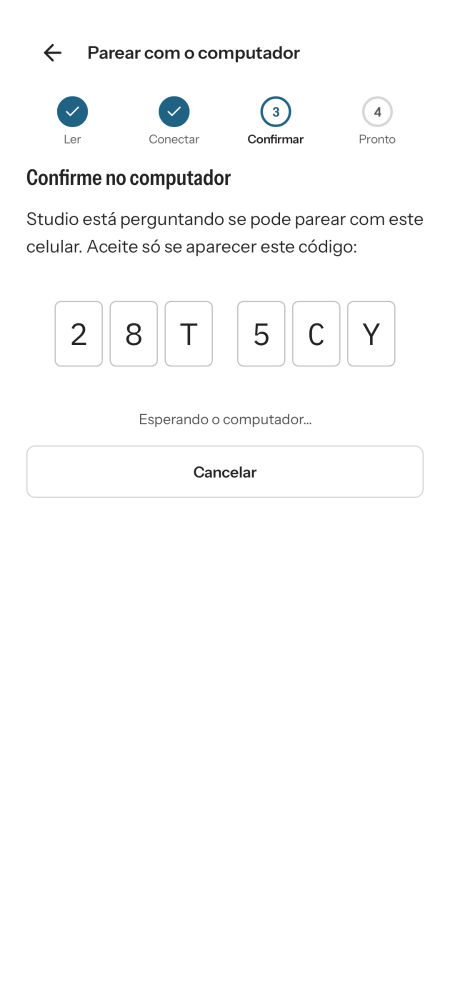 Parear com o computador
3
4
Ler
Conectar
Confirmar
Pronto
Confirme no computador
Studio está perguntando se pode parear com este
celular. Aceite só se aparecer este código:
2 8 T 5 C Y
Esperando o computador...
Cancelar